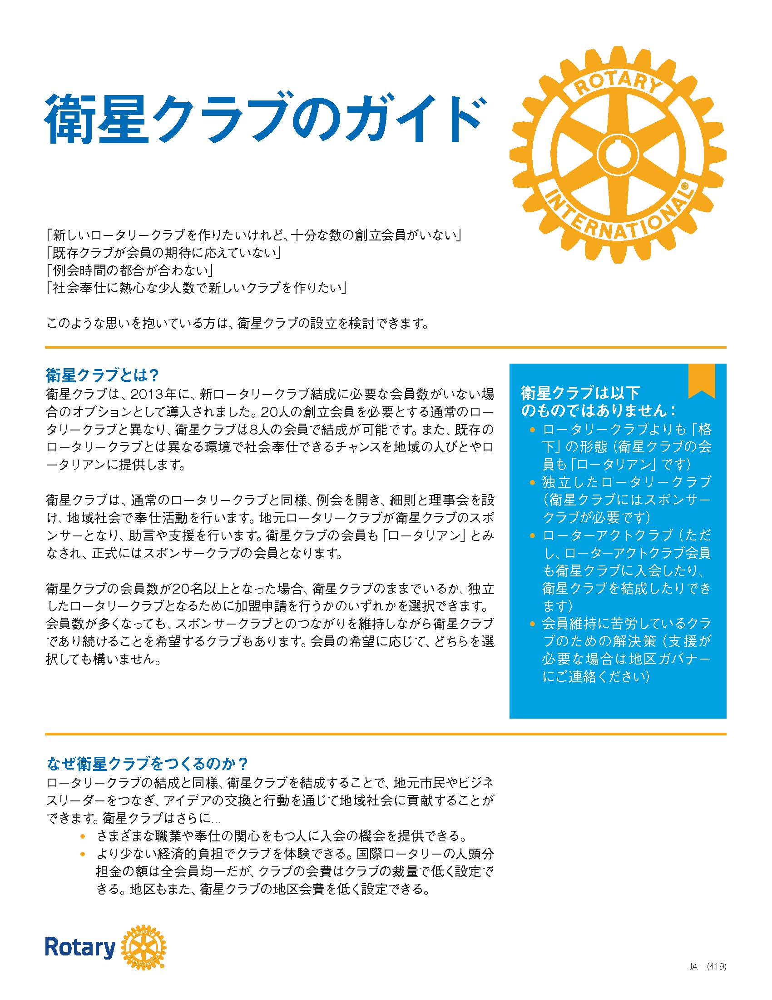 衛星クラブのガイド
ROTARY
INTERNATIONAL®
「新しいロータリークラブを作りたいけれど、十分な数の創立会員がいない」
「既存クラブが会員の期待に応えていない」
「例会時間の都合が合わない」
「社会奉仕に熱心な少人数で新しいクラブを作りたい」
このような思いを抱いている方は、衛星クラブの設立を検討できます。
衛星クラブとは？
衛星クラブは、2013年に、新ロータリークラブ結成に必要な会員数がいない場
合のオプションとして導入されました。20人の創立会員を必要とする通常のロー
タリークラブと異なり、衛星クラブは8人の会員で結成が可能です。また、既存の
ロータリークラブとは異なる環境で社会奉仕できるチャンスを地域の人びとやロ
ータリアンに提供します。
衛星クラブは、通常のロータリークラブと同様、例会を開き、細則と理事会を設
け、地域社会で奉仕活動を行います。地元ロータリークラブが衛星クラブのスポ
ンサーとなり、助言や支援を行います。衛星クラブの会員も「ロータリアン」とみ
なされ、正式にはスポンサークラブの会員となります。
衛星クラブの会員数が20名以上となった場合、衛星クラブのままでいるか、独立
したロータリークラブとなるために加盟申請を行うかのいずれかを選択できます。
会員数が多くなっても、スポンサークラブとのつながりを維持しながら衛星クラブ
であり続けることを希望するクラブもあります。会員の希望に応じて、どちらを選
択しても構いません。
衛星クラブは以下
のものではありません：
• ロータリークラブよりも「格
下」の形態（衛星クラブの会
員も「ロータリアン」です）
• 独立したロータリークラブ
（衛星クラブにはスポンサー
クラブが必要です）
• ローターアクトクラブ（ただ
し、ローターアクトクラブ会員
も衛星クラブに入会したり、
衛星クラブを結成したりでき
ます）
• 会員維持に苦労しているクラ
ブのための解決策（支援が
必要な場合は地区ガバナー
にご連絡ください）
なぜ衛星クラブをつくるのか？
ロータリークラブの結成と同様、衛星クラブを結成することで、地元市民やビジネ
スリーダーをつなぎ、アイデアの交換と行動を通じて地域社会に貢献することが
できます。衛星クラブはさらに...
• さまざまな職業や奉仕の関心をもつ人に入会の機会を提供できる。
• より少ない経済的負担でクラブを体験できる。国際ロータリーの人頭分
担金の額は全会員均一だが、クラブの会費はクラブの裁量で低く設定で
きる。地区もまた、衛星クラブの地区会費を低く設定できる。
Rotary
ROTARY
INTERNATIONAL
JA—(419)